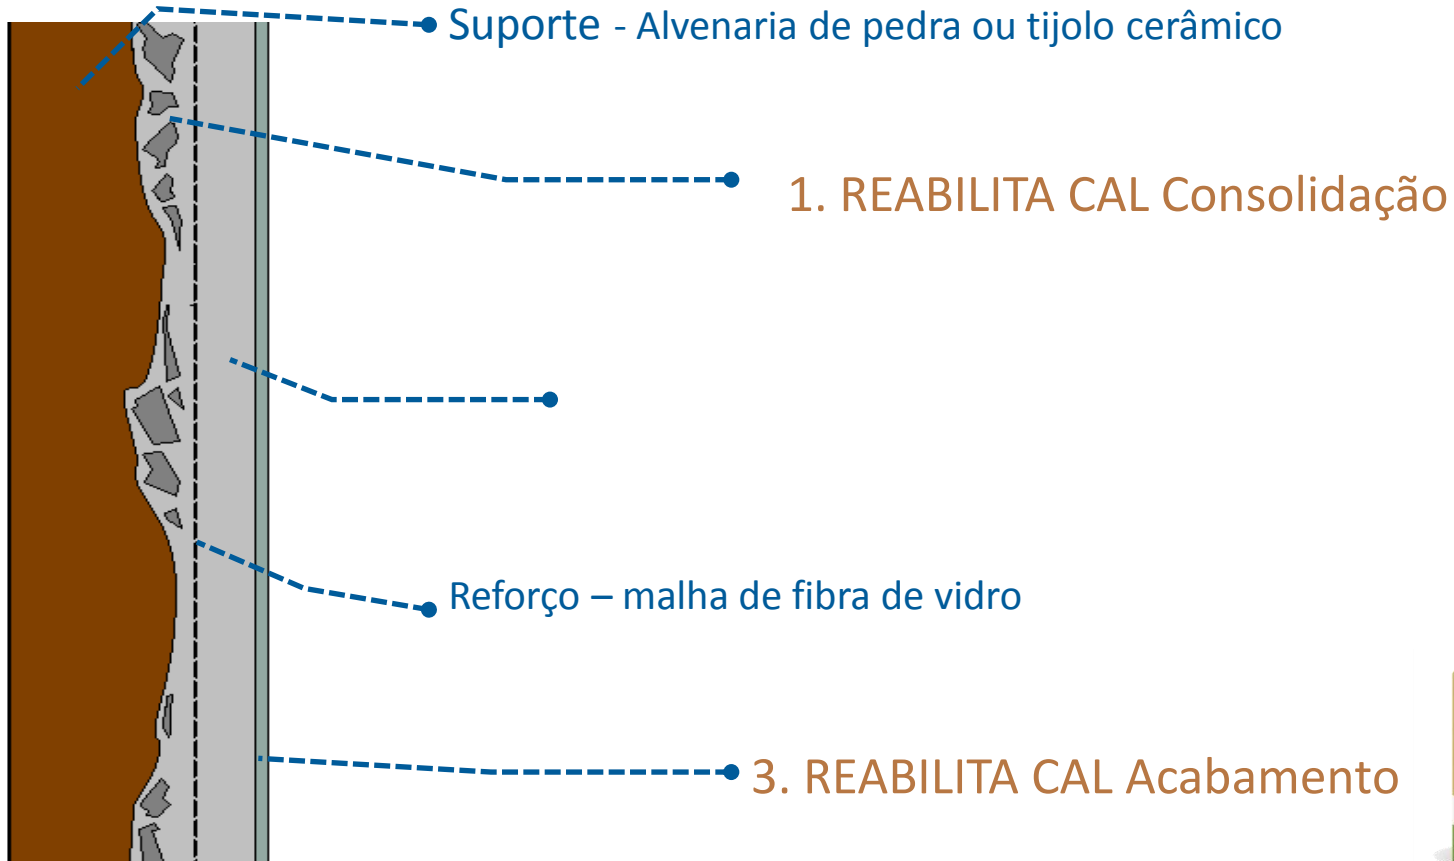 Suporte - Alvenaria de pedra ou tijolo cerâmico
1. REABILITA CAL Consolidação
Reforço – malha de fibra de vidro
3. REABILITA CAL Acabamento